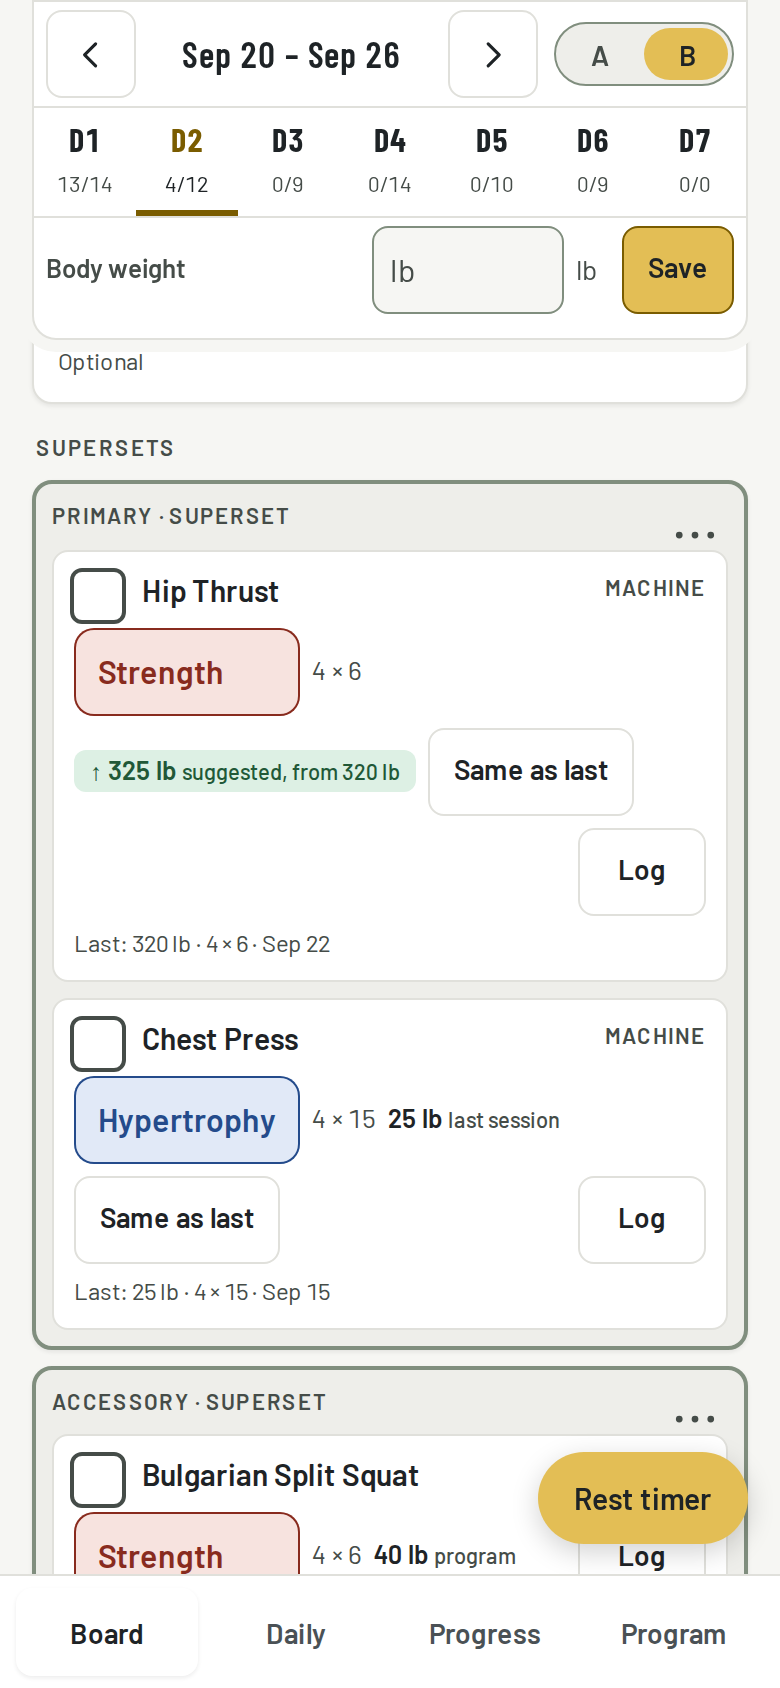 Sep 20 – Sep 26
A B
D1 D2 D3 D4 D5 D6 D7
13/14 4/12 0/9 0/14 0/10 0/9 0/0
Body weight lb lb Save
Optional
SUPERSETS
PRIMARY · SUPERSET
...
Hip Thrust MACHINE
Strength 4 × 6
↑ 325 lb suggested, from 320 lb Same as last
Log
Last: 320 lb · 4 × 6 · Sep 22
Chest Press MACHINE
Hypertrophy 4 × 15 25 lb last session
Same as last Log
Last: 25 lb · 4 × 15 · Sep 15
ACCESSORY · SUPERSET
...
Bulgarian Split Squat
Rest timer
Strength 4 × 6 40 lb program Log
Board Daily Progress Program